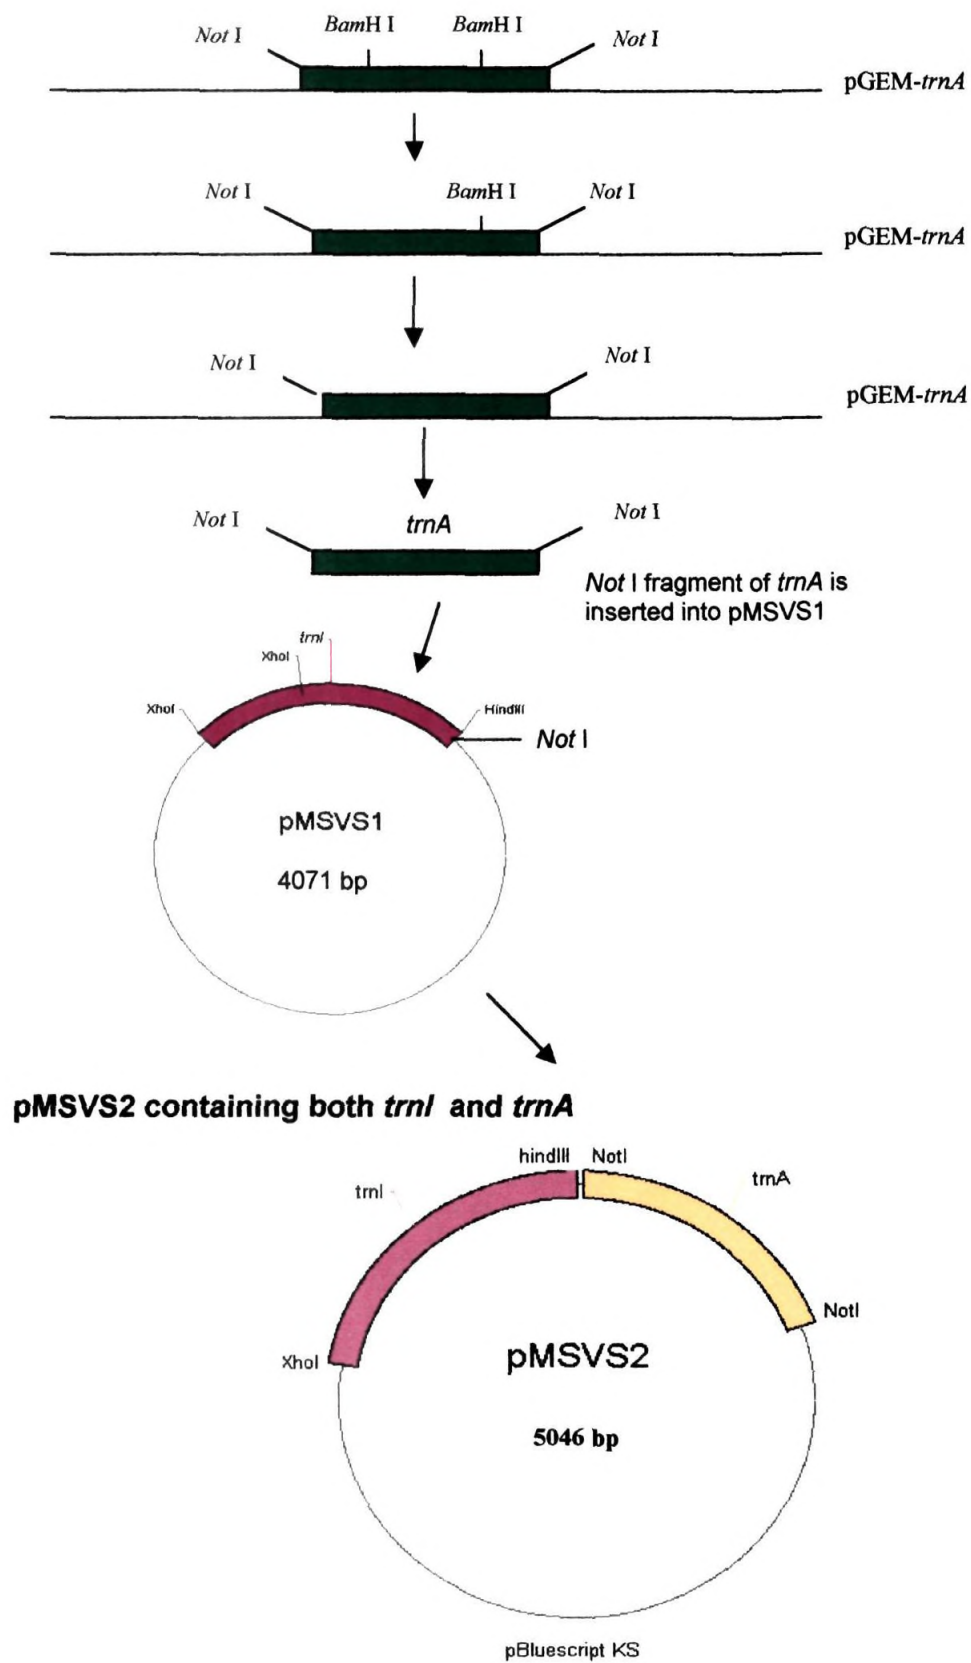 Not I
BamH I
BamH I
Not I
pGEM-trnA
Not I
BamH I
Not I
pGEM-trnA
Not I
Not I
pGEM-trnA
Not I
trnA
Not I
Not I fragment of trnA is
inserted into pMSVS1
trnI
XhoI
XhoI
HindIII
Not I
pMSVS1
4071 bp
pMSVS2 containing both trnI and trnA
hindIII
NotI
trnI
trnA
NotI
XhoI
pMSVS2
5046 bp
pBluescript KS